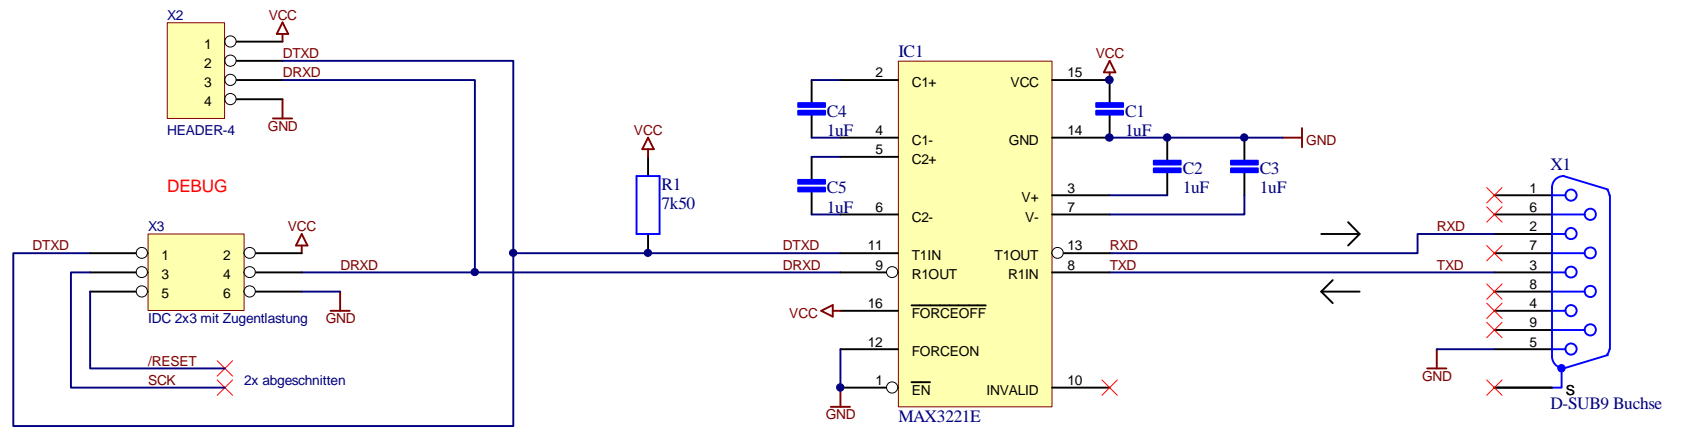 X2
VCC
1
2
3
4
DTXD
DRXD
GND
HEADER-4
DEBUG
X3
VCC
DTXD
1
2
3
4
5
6
DRXD
GND
IDC 2x3 mit Zugentlastung
/RESET
SCK
2x abgeschnitten
VCC
R1
7k50
C4
1uF
C5
1uF
IC1
2
C1+
4
C1-
5
C2+
6
C2-
DTXD
11
T1IN
DRXD
9
R1OUT
VCC
16
FORCEOFF
12
FORCEON
1
EN
GND
MAX3221E
VCC
15
VCC
C1
1uF
GND
14
GND
C2
1uF
C3
1uF
V+
3
V-
7
T1OUT
13
RXD
R1IN
8
TXD
INVALID
10
X1
1
6
RXD
2
7
TXD
3
8
4
9
5
GND
S
D-SUB9 Buchse